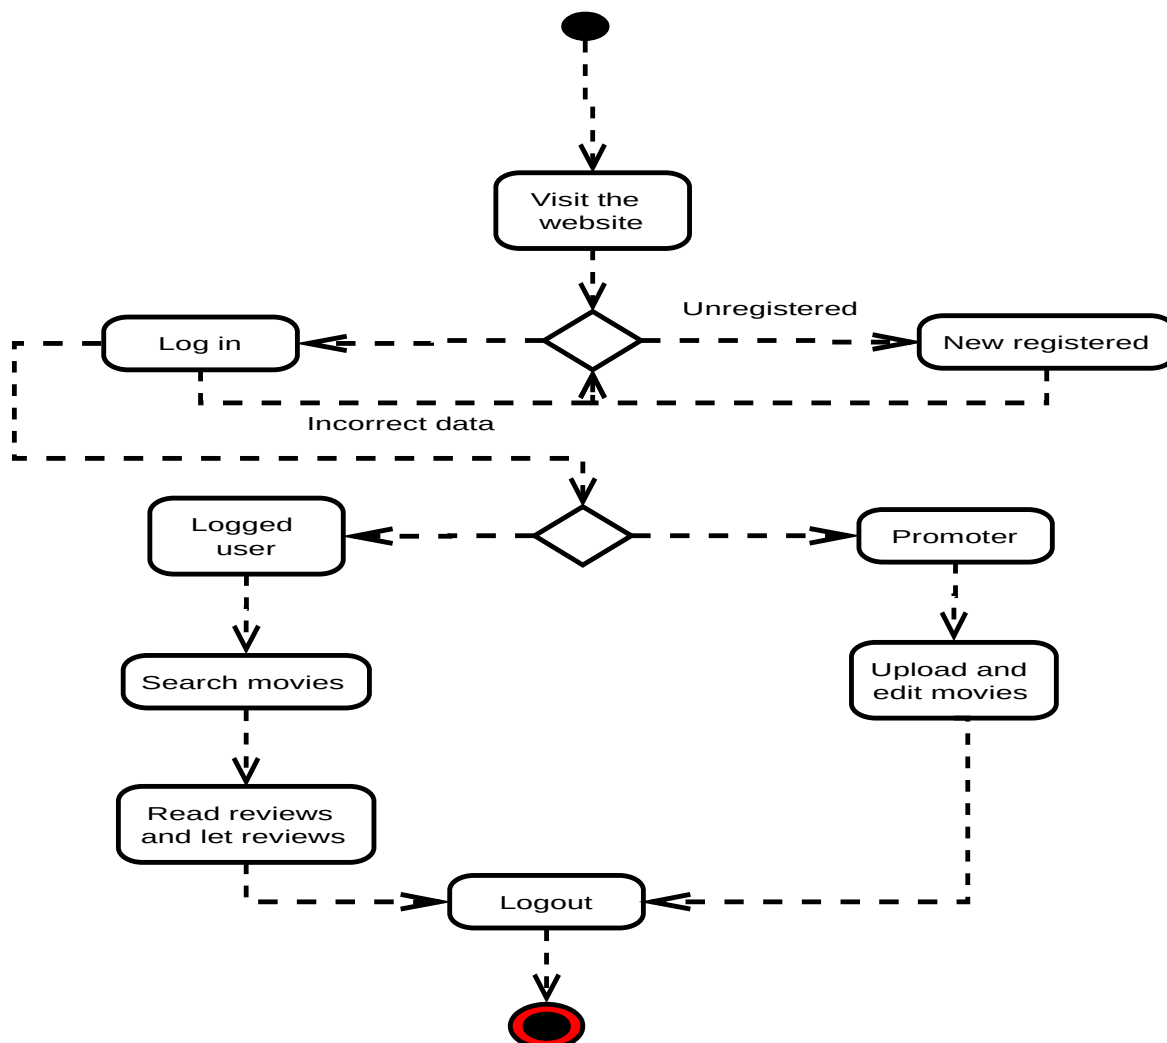 Visit the
website
Unregistered
Log in
New registered
Incorrect data
Logged
user
Promoter
Search movies
Upload and
edit movies
Read reviews
and let reviews
Logout